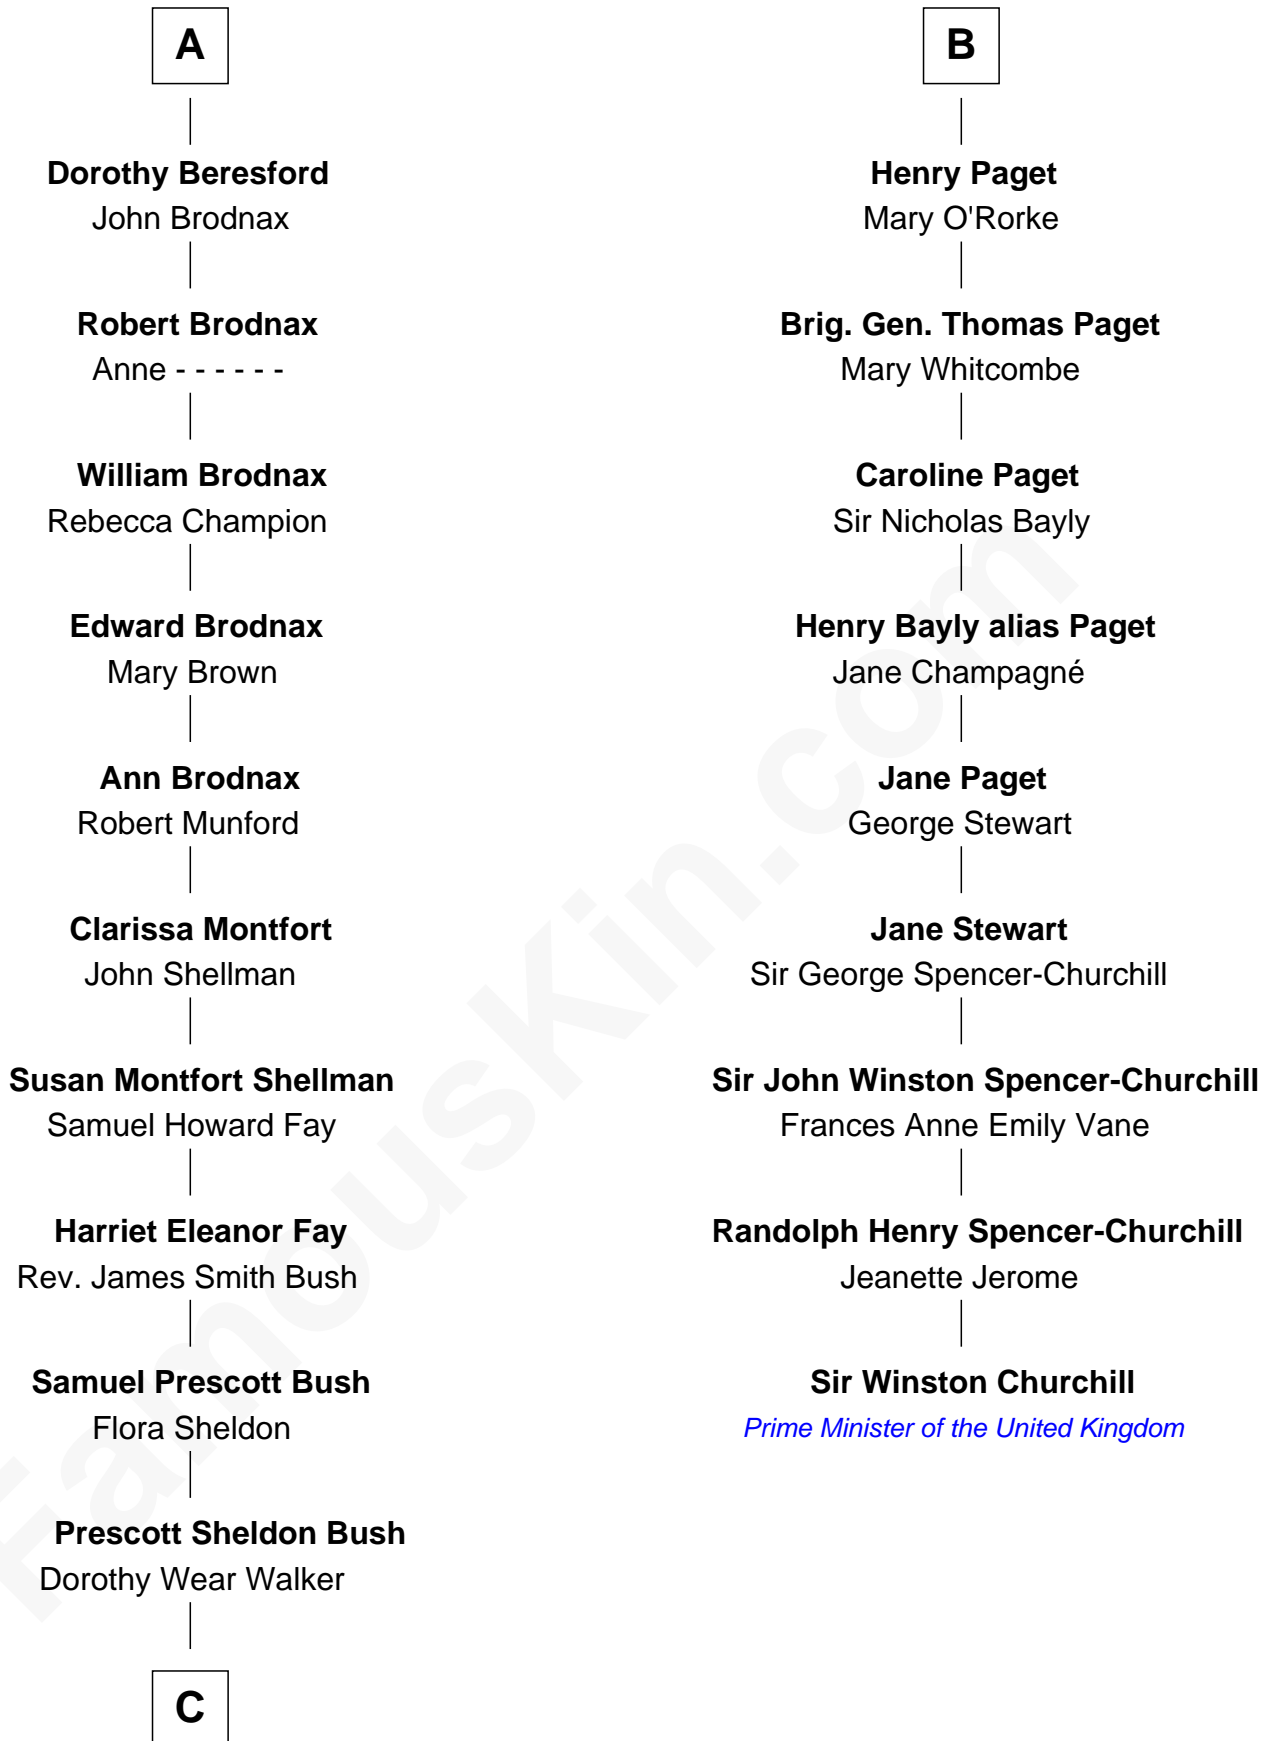 A
Dorothy Beresford
John Brodnax
Robert Brodnax
Anne - - - - - -
William Brodnax
Rebecca Champion
Edward Brodnax
Mary Brown
Ann Brodnax
Robert Munford
Clarissa Montfort
John Shellman
Susan Montfort Shellman
Samuel Howard Fay
Harriet Eleanor Fay
Rev. James Smith Bush
Samuel Prescott Bush
Flora Sheldon
Prescott Sheldon Bush
Dorothy Wear Walker
C
B
Henry Paget
Mary O'Rorke
Brig. Gen. Thomas Paget
Mary Whitcombe
Caroline Paget
Sir Nicholas Bayly
Henry Bayly alias Paget
Jane Champagné
Jane Paget
George Stewart
Jane Stewart
Sir George Spencer-Churchill
Sir John Winston Spencer-Churchill
Frances Anne Emily Vane
Randolph Henry Spencer-Churchill
Jeanette Jerome
Sir Winston Churchill
Prime Minister of the United Kingdom
FamousKin.com